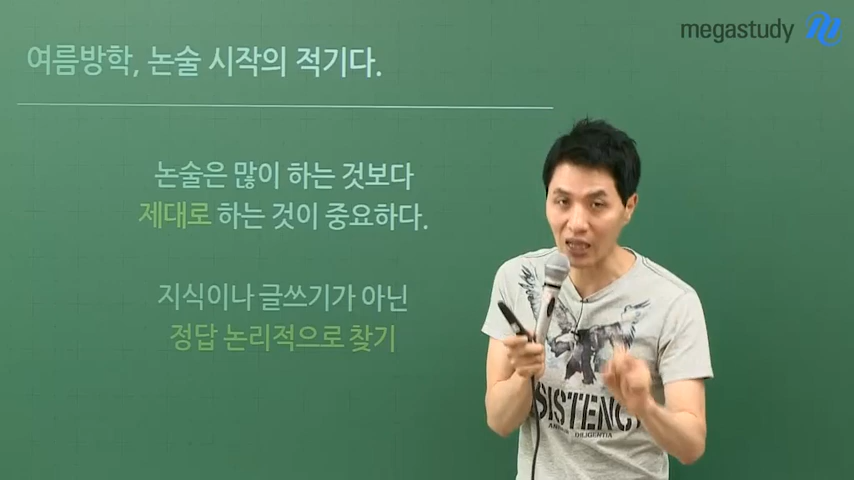 megastudy
여름방학, 논술 시작의 적기다.
논술은 많이 하는 것보다
제대로 하는 것이 중요하다.
지식이나 글쓰기가 아닌
정답 논리적으로 찾기
SISTENC
DILIGENTIA